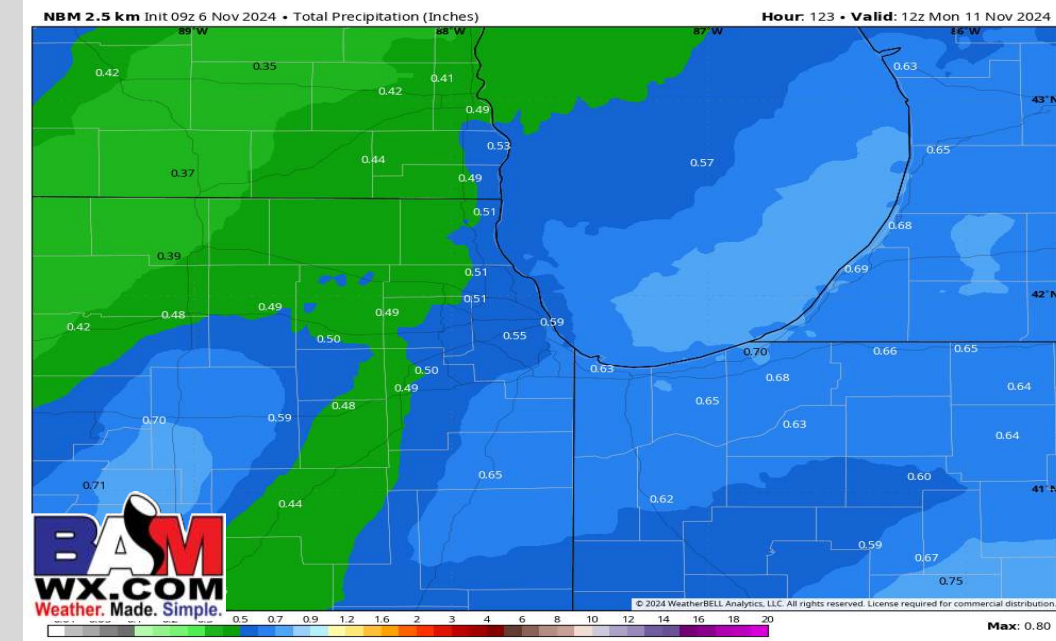 NBM 2.5 km Init 09z 6 Nov 2024 • Total Precipitation (Inches)
Hour: 123 • Valid: 12z Mon 11 Nov 2024
89°W 88°W 87°W 86°W
0.42 0.35 0.41 0.63
0.42
0.49 43°N
0.53
0.44 0.57 0.65
0.37 0.49
0.51 0.68
0.39
0.51 0.69
0.51 42°N
0.49 0.49
0.42 0.48 0.59
0.50 0.55
0.70 0.66 0.65
0.50 0.63
0.49 0.68 0.64
0.48 0.65
0.70 0.59 0.63
0.64
0.65 0.60
0.71 41°N
0.44 0.62
0.59
0.67
0.75
BAM
WX.COM
Weather. Made. Simple.
© 2024 WeatherBELL Analytics, LLC. All rights reserved. License required for commercial distribution.
0.5 0.7 0.9 1.2 1.6 2 3 4 6 8 10 12 14 16 18 20
Max: 0.80